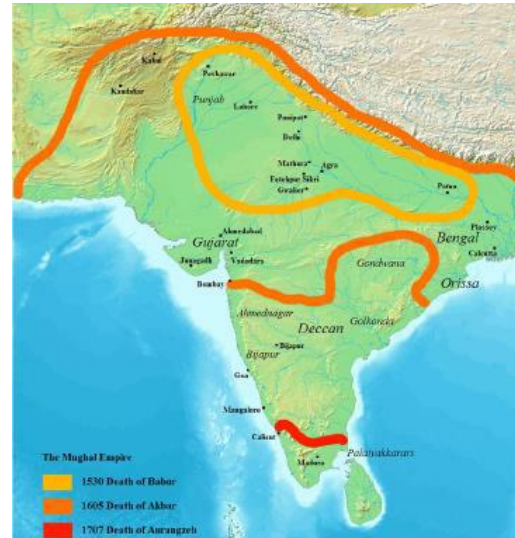 Kabul
Peshawar
Kandahar
Punjab
Lahore
Panipat
Delhi
Mathura
Agra
Fatehpur Sikri
Gwalior
Patna
Ahmedabad
Plassey
Gujarat
Bengal
Calcutta
Junagadh
Vadodara
Gondwana
Bombay
Orissa
Ahmednagar
Deccan
Golkonda
Bijapur
Bijapur
Goa
Mangalore
Calicut
Palaiyakkarars
Madura
The Mughal Empire
1530 Death of Babur
1605 Death of Akbar
1707 Death of Aurangzeb